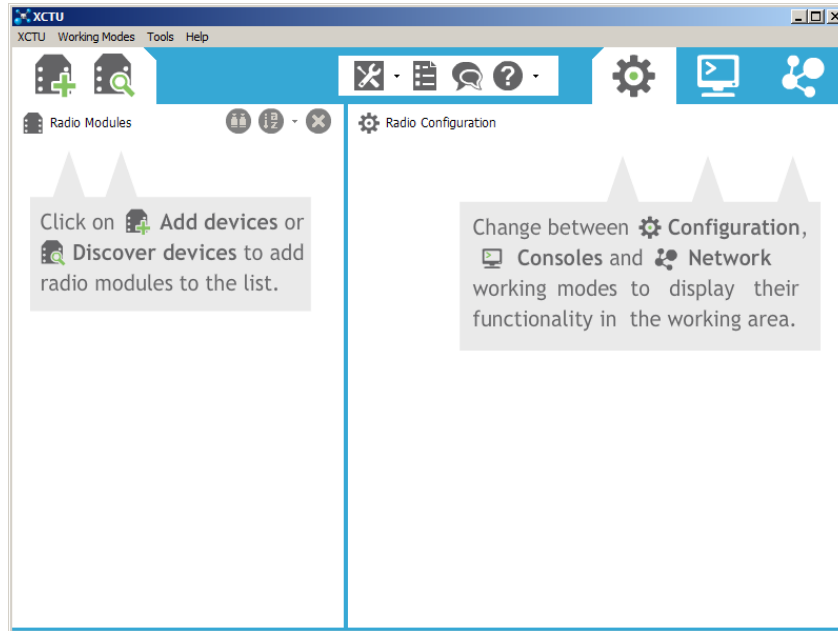 XCTU
XCTU Working Modes Tools Help
Radio Modules
Radio Configuration
Click on Add devices or
Discover devices to add
radio modules to the list.
Change between Configuration,
Consoles and Network
working modes to display their
functionality in the working area.